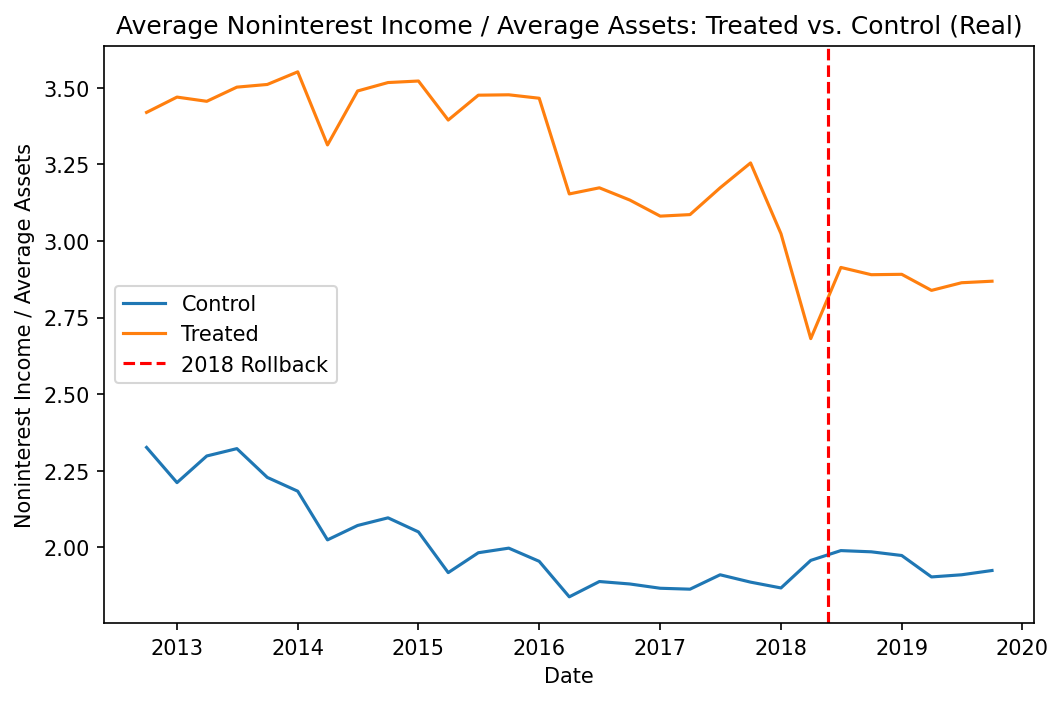 Average Noninterest Income / Average Assets: Treated vs. Control (Real)
Noninterest Income / Average Assets
3.50
3.25
3.00
2.75
2.50
2.25
2.00
Control
Treated
2018 Rollback
2013 2014 2015 2016 2017 2018 2019 2020
Date